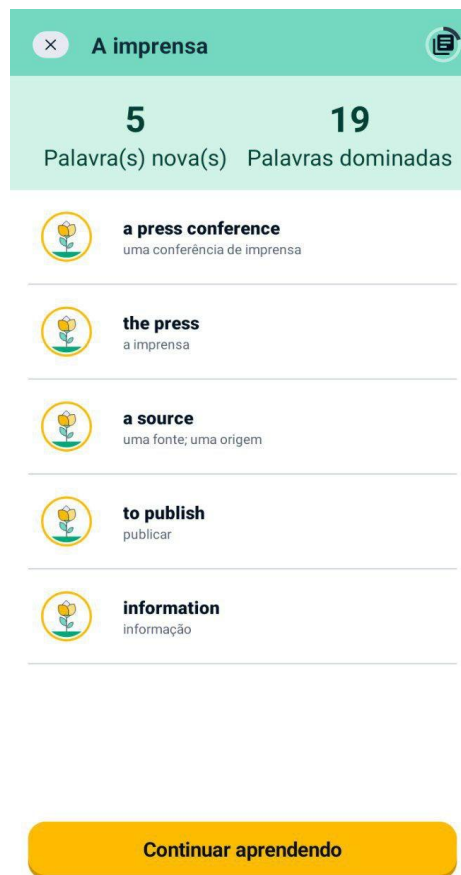 A imprensa
5 19
Palavra(s) nova(s) Palavras dominadas
a press conference
uma conferência de imprensa
the press
a imprensa
a source
uma fonte; uma origem
to publish
publicar
information
informação
Continuar aprendendo